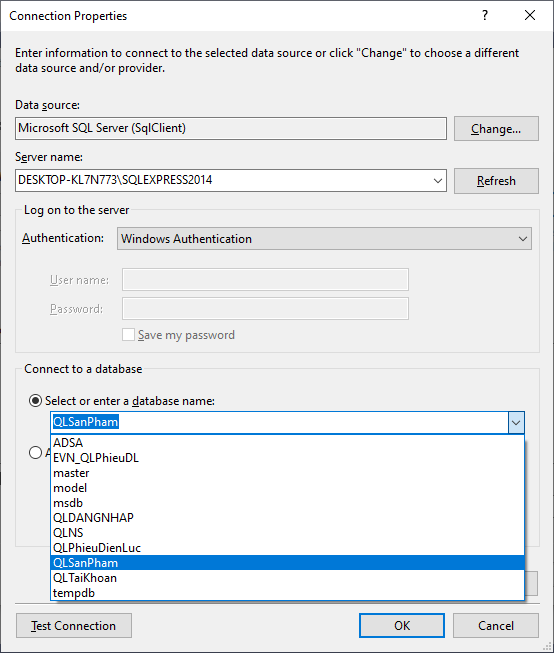 Connection Properties
Enter information to connect to the selected data source or click "Change" to choose a different
data source and/or provider.
Data source:
Microsoft SQL Server (SqlClient)
Change...
Server name:
DESKTOP-KL7N773\SQLEXPRESS2014
Refresh
Log on to the server
Authentication:
Windows Authentication
User name:
Password:
Save my password
Connect to a database
Select or enter a database name:
QLSanPham
ADSA
EVN_QLPhieuDL
master
model
msdb
QLDANGNHAP
QLNS
QLPhieuDienLuc
QLSanPham
QLTaiKhoan
tempdb
Test Connection
OK
Cancel